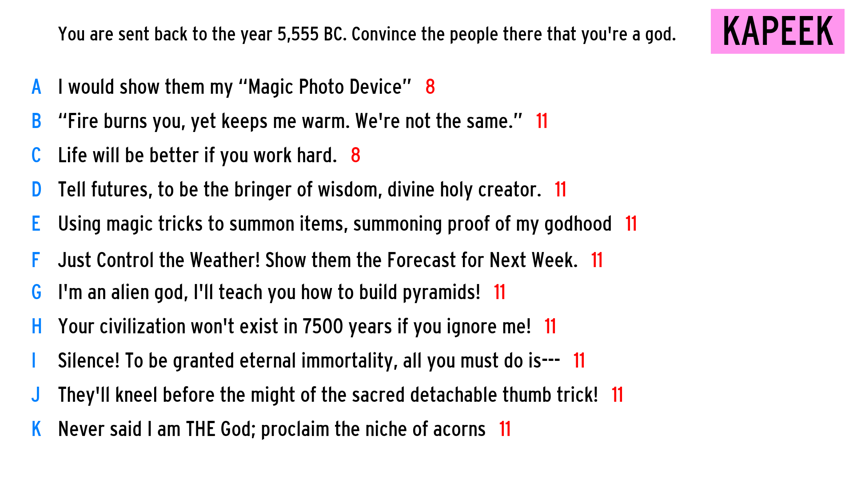 You are sent back to the year 5,555 BC. Convince the people there that you're a god.
KAPEEK
A I would show them my “Magic Photo Device” 8
B “Fire burns you, yet keeps me warm. We're not the same.” 11
C Life will be better if you work hard. 8
D Tell futures, to be the bringer of wisdom, divine holy creator. 11
E Using magic tricks to summon items, summoning proof of my godhood 11
F Just Control the Weather! Show them the Forecast for Next Week. 11
G I'm an alien god, I'll teach you how to build pyramids! 11
H Your civilization won't exist in 7500 years if you ignore me! 11
I Silence! To be granted eternal immortality, all you must do is--- 11
J They'll kneel before the might of the sacred detachable thumb trick! 11
K Never said I am THE God; proclaim the niche of acorns 11